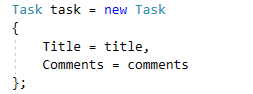 Task task = new Task
{
    Title = title,
    Comments = comments
};